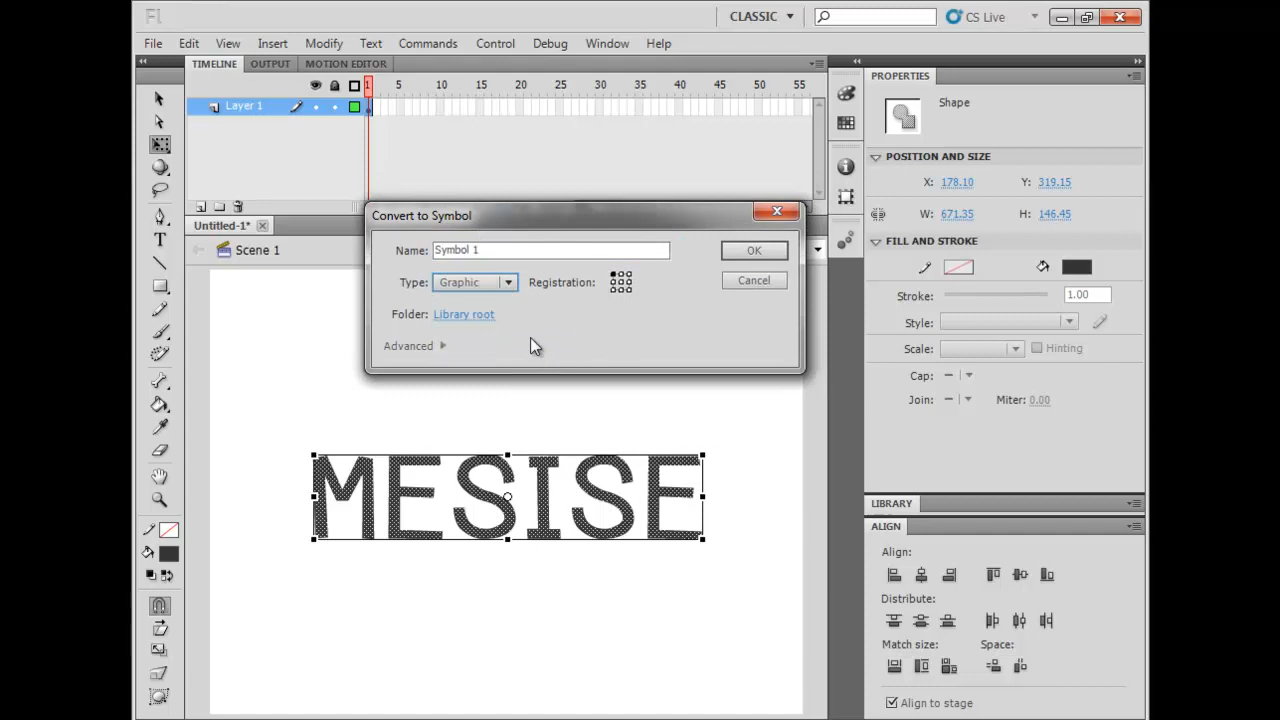 Fl CLASSIC CS Live
File Edit View Insert Modify Text Commands Control Debug Window Help
TIMELINE OUTPUT MOTION EDITOR
1 5 10 15 20 25 30 35 40 45 50 55
Layer 1
Untitled-1*
Scene 1
Convert to Symbol
Name: Symbol 1 OK
Type: Graphic Registration: Cancel
Folder: Library root
Advanced
MESISE
PROPERTIES
Shape
POSITION AND SIZE
X: 178.10 Y: 319.15
W: 671.35 H: 146.45
FILL AND STROKE
Stroke: 1.00
Style:
Scale: Hinting
Cap:
Join: Miter: 0.00
LIBRARY
ALIGN
Align:
Distribute:
Match size: Space:
Align to stage